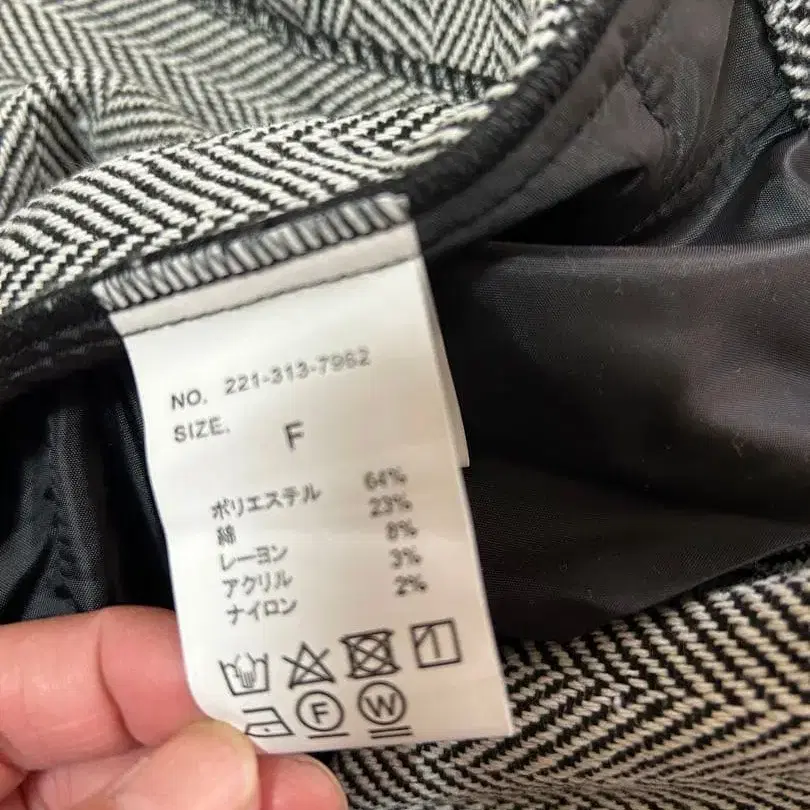 NO. 221-313-7962
SIZE. F
ポリエステル 64%
綿 23%
レーヨン 8%
アクリル 3%
ナイロン 2%
F W